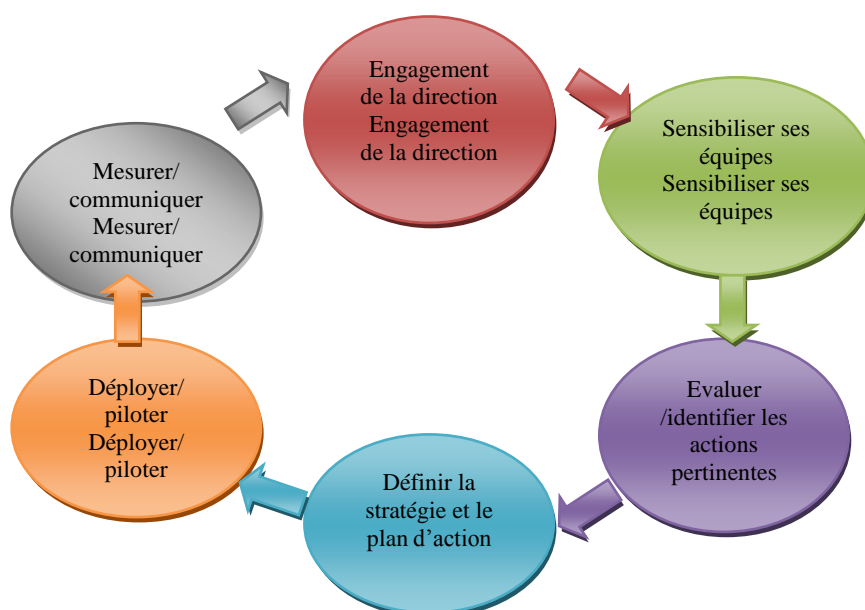 Engagement
de la direction
Engagement
de la direction
Sensibiliser ses
équipes
Sensibiliser ses
équipes
Evaluer
/identifier les
actions
pertinentes
Définir la
stratégie et le
plan d’action
Déployer/
piloter
Déployer/
piloter
Mesurer/
communiquer
Mesurer/
communiquer